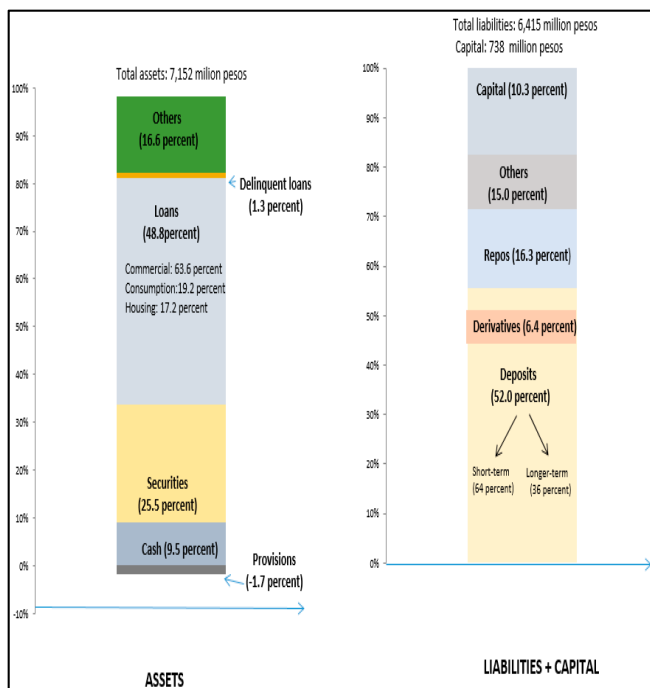 Total assets: 7,152 milion pesos
100%
90%
80%
70%
60%
50%
40%
30%
20%
10%
0%
-10%
Others
(16.6 percent)
Delinquent loans
(1.3 percent)
Loans
(48.8percent)
Commercial: 63.6 percent
Consumption:19.2 percent
Housing: 17.2 percent
Securities
(25.5 percent)
Cash (9.5 percent)
Provisions
(-1.7 percent)
ASSETS
Total liabilities: 6,415 million pesos
Capital: 738 million pesos
100%
90%
80%
70%
60%
50%
40%
30%
20%
10%
0%
Capital (10.3 percent)
Others
(15.0 percent)
Repos (16.3 percent)
Derivatives (6.4 percent)
Deposits
(52.0 percent)
Short-term
(64 percent)
Longer-term
(36 percent)
LIABILITIES + CAPITAL